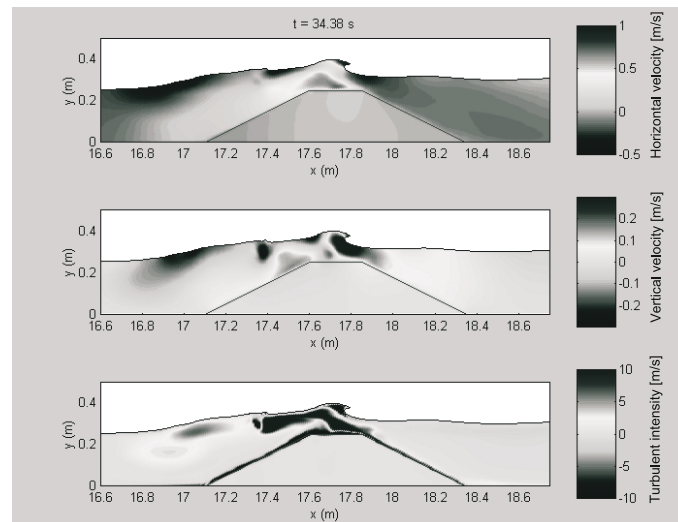 t = 34.38 s
0.4
0.2
0
y (m)
16.6 16.8 17 17.2 17.4 17.6 17.8 18 18.2 18.4 18.6
x (m)
1
0.5
0
-0.5
Horizontal velocity [m/s]
0.4
0.2
0
y (m)
16.6 16.8 17 17.2 17.4 17.6 17.8 18 18.2 18.4 18.6
x (m)
0.2
0.1
0
-0.1
-0.2
Vertical velocity [m/s]
0.4
0.2
0
y (m)
16.6 16.8 17 17.2 17.4 17.6 17.8 18 18.2 18.4 18.6
x (m)
10
5
0
-5
-10
Turbulent intensity [m/s]